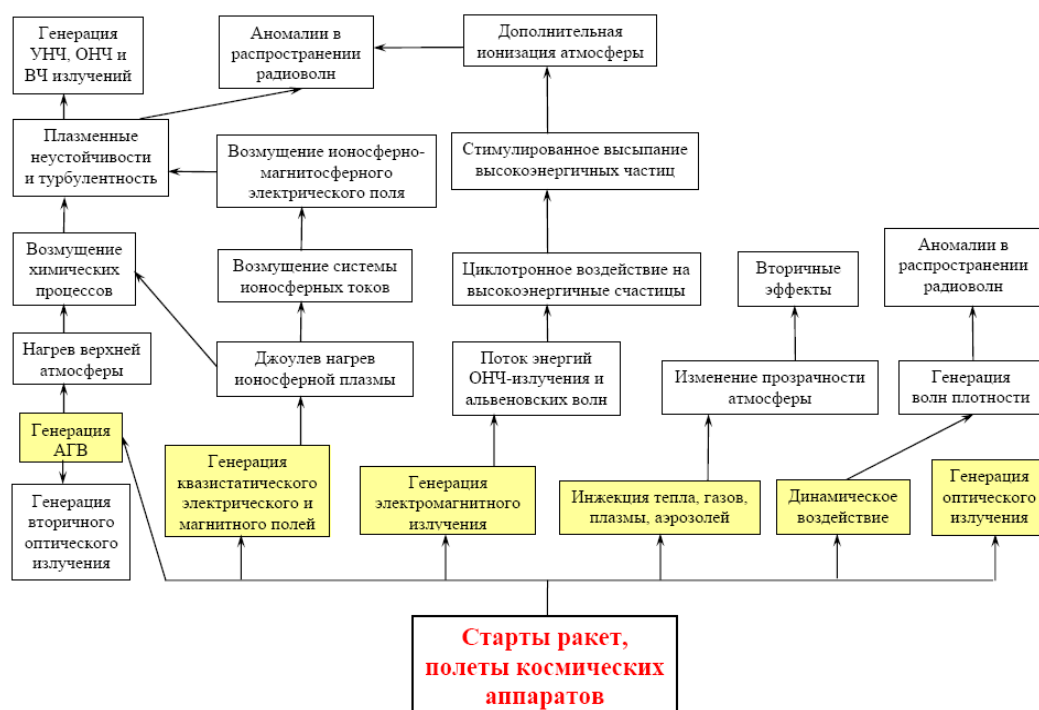 Генерация
УНЧ, ОНЧ и
ВЧ излучений
Аномалии в
распространении
радиоволн
Дополнительная
ионизация атмосферы
Плазменные
неустойчивости
и турбулентность
Возмущение ионосферно-
магнитосферного
электрического поля
Стимулированное высыпание
высокоэнергичных частиц
Возмущение
химических
процессов
Возмущение системы
ионосферных токов
Циклотронное воздействие на
высокоэнергичные счастицы
Вторичные
эффекты
Аномалии в
распространении
радиоволн
Нагрев верхней
атмосферы
Джоулев нагрев
ионосферной плазмы
Поток энергий
ОНЧ-излучения и
альвеновских волн
Изменение прозрачности
атмосферы
Генерация
волн плотности
Генерация
АГВ
Генерация
квазистатического
электрического и
магнитного полей
Генерация
электромагнитного
излучения
Инжекция тепла, газов,
плазмы, аэрозолей
Динамическое
воздействие
Генерация
оптического
излучения
Генерация
вторичного
оптического
излучения
Старты ракет,
полеты космических
аппаратов